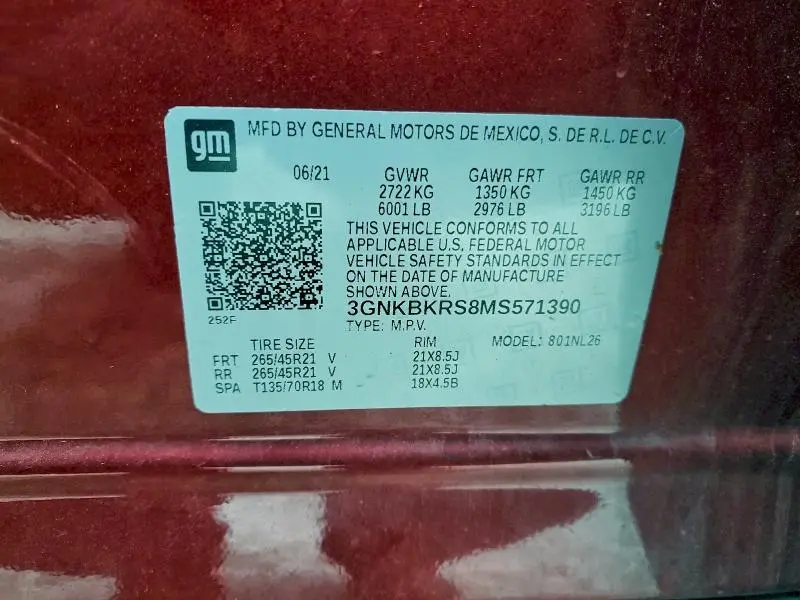 gm MFD BY GENERAL MOTORS DE MEXICO, S. DE R.L. DE C.V.
06/21 GVWR GAWR FRT GAWR RR
2722 KG 1350 KG 1450 KG
6001 LB 2976 LB 3196 LB
THIS VEHICLE CONFORMS TO ALL
APPLICABLE U.S. FEDERAL MOTOR
VEHICLE SAFETY STANDARDS IN EFFECT
ON THE DATE OF MANUFACTURE
SHOWN ABOVE.
3GNKBKRS8MS571390
252F
TYPE: M.P.V.
TIRE SIZE RIM MODEL: 801NL26
FRT 265/45R21 V 21X8.5J
RR 265/45R21 V 21X8.5J
SPA T135/70R18 M 18X4.5B